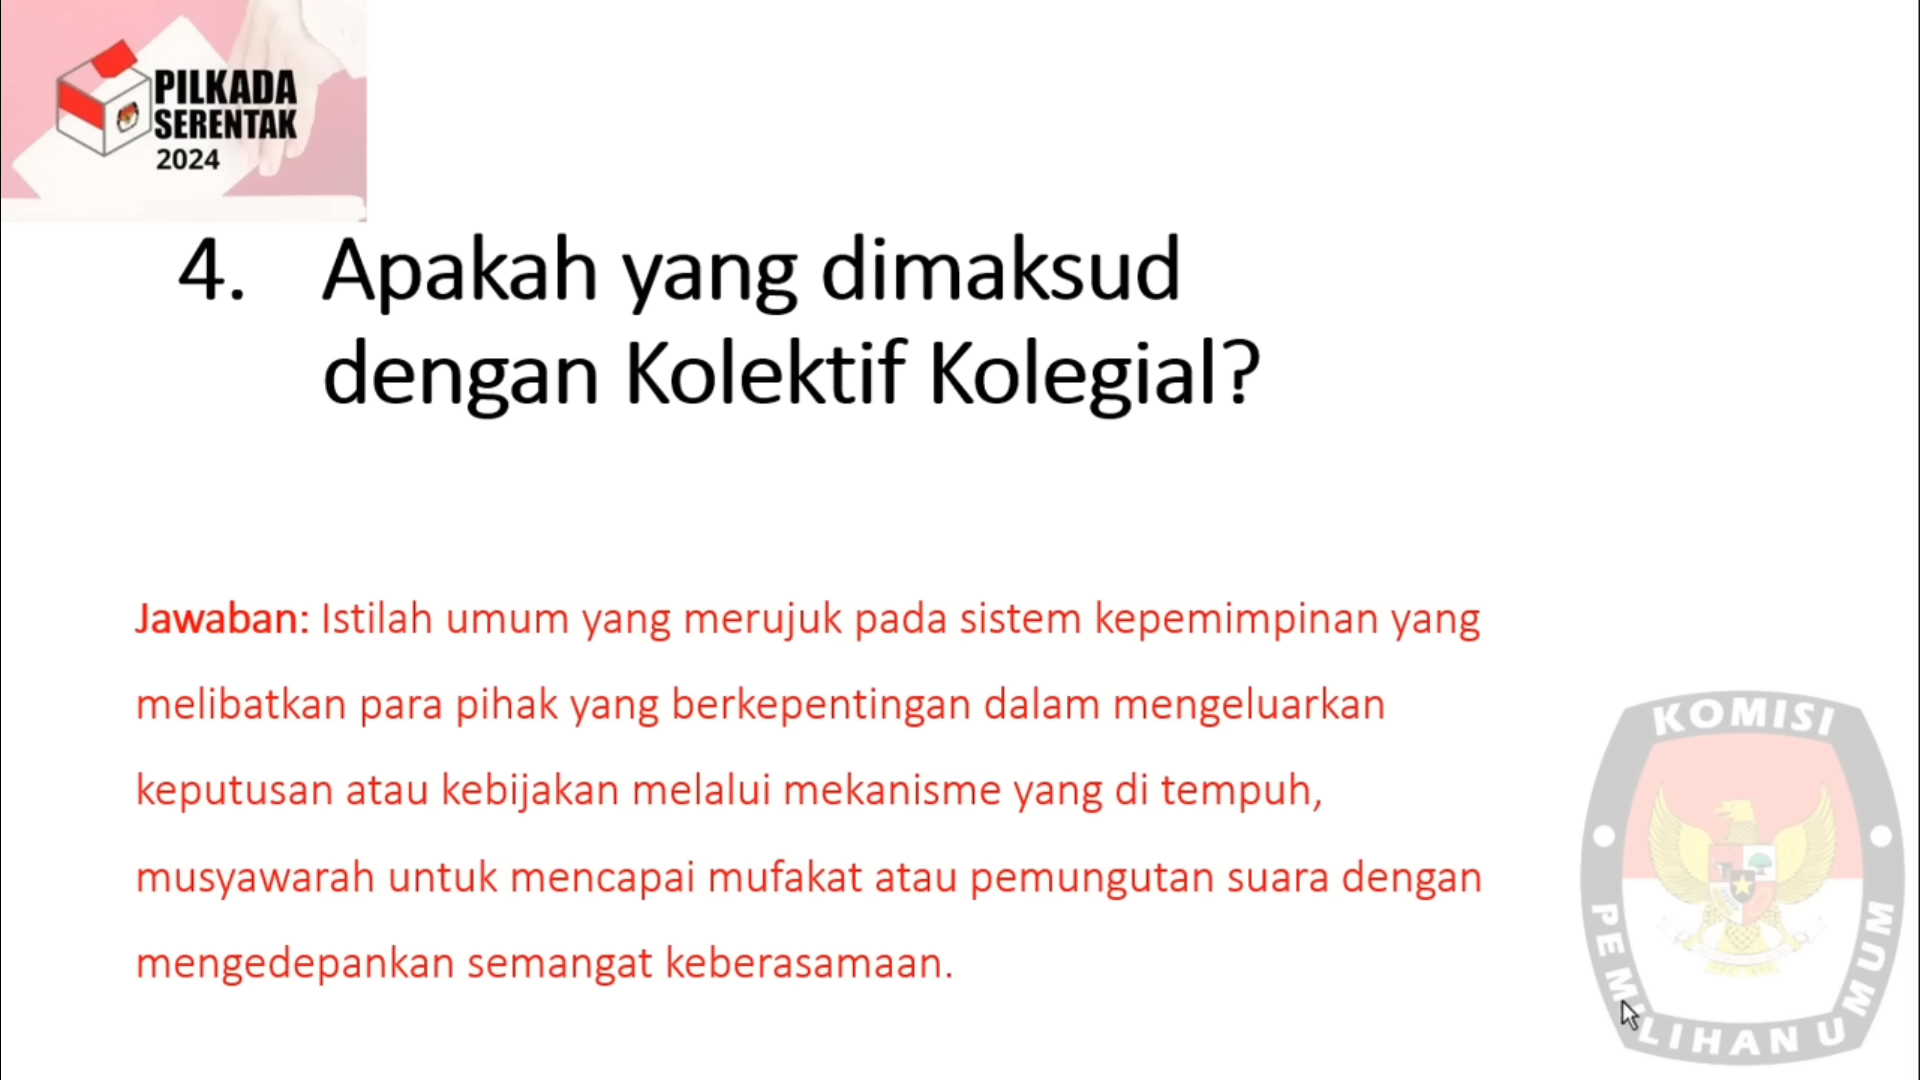 PILKADA
SERENTAK
2024
4. Apakah yang dimaksud
dengan Kolektif Kolegial?
Jawaban: Istilah umum yang merujuk pada sistem kepemimpinan yang
melibatkan para pihak yang berkepentingan dalam mengeluarkan
keputusan atau kebijakan melalui mekanisme yang di tempuh,
musyawarah untuk mencapai mufakat atau pemungutan suara dengan
mengedepankan semangat keberasamaan.
KOMISI
PEMILIHAN UMUM